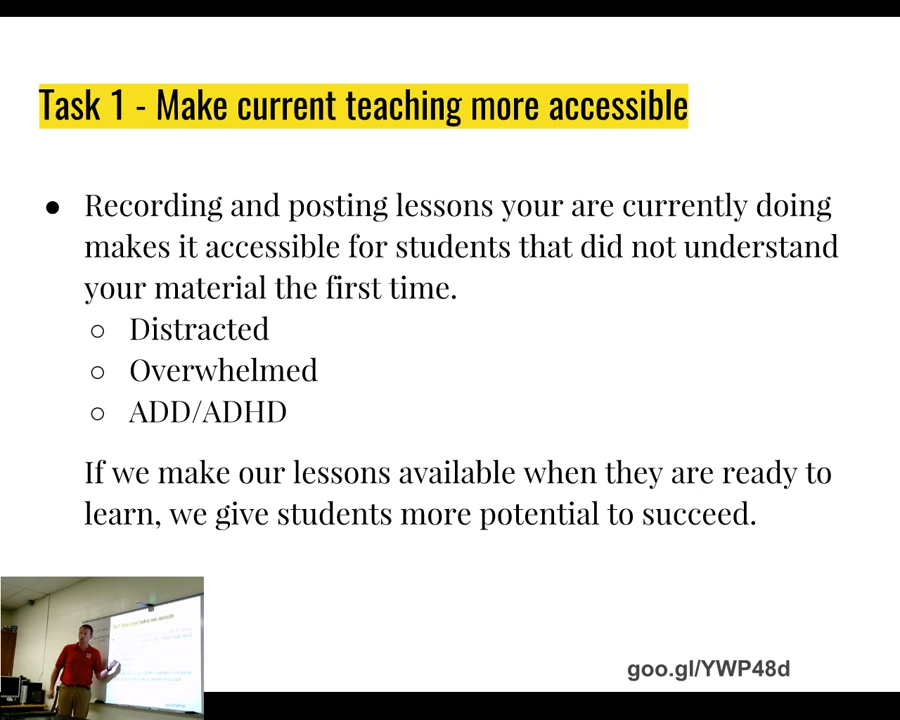 Task 1 - Make current teaching more accessible
● Recording and posting lessons your are currently doing
makes it accessible for students that did not understand
your material the first time.
○ Distracted
○ Overwhelmed
○ ADD/ADHD
If we make our lessons available when they are ready to
learn, we give students more potential to succeed.
goo.gl/YWP48d